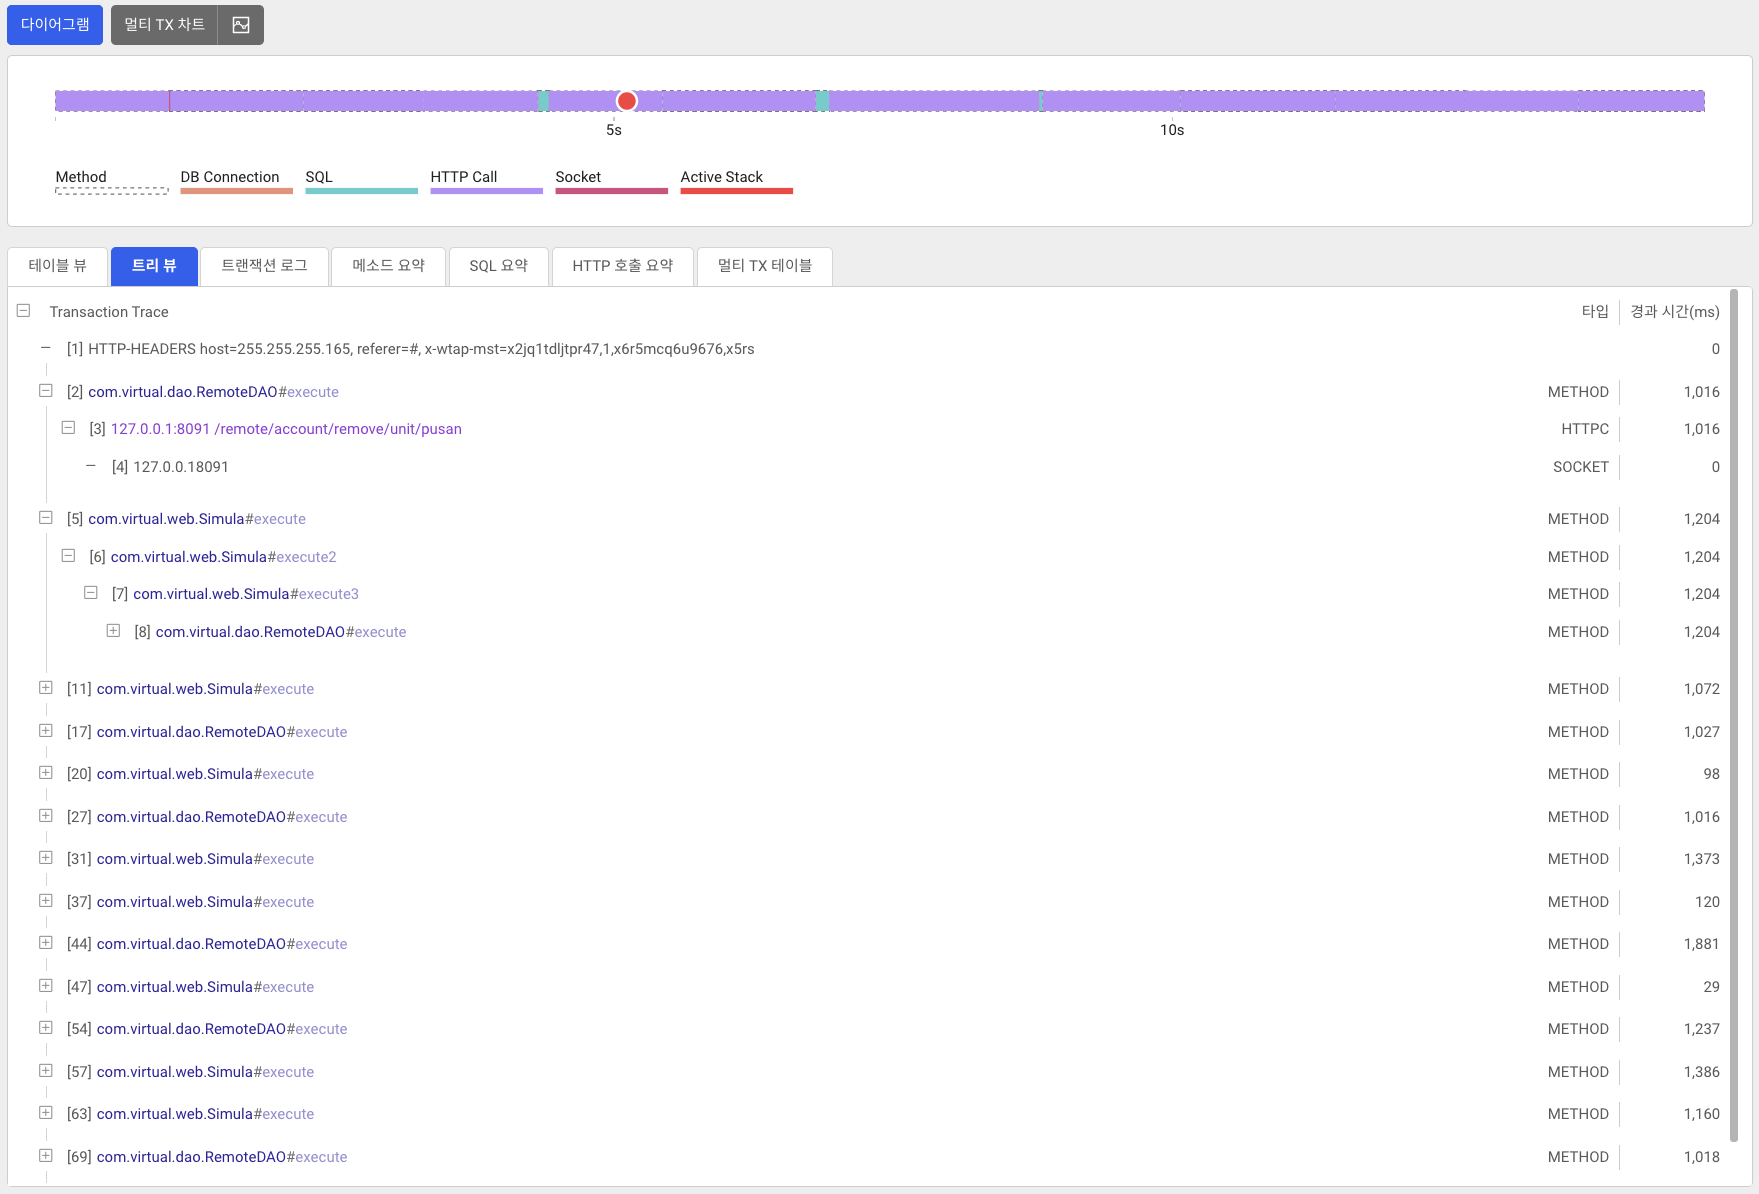 다이어그램 멀티 TX 차트
5s 10s
Method DB Connection SQL HTTP Call Socket Active Stack
테이블 뷰 트리 뷰 트랜잭션 로그 메소드 요약 SQL 요약 HTTP 호출 요약 멀티 TX 테이블
Transaction Trace 타입 경과 시간(ms)
[1] HTTP-HEADERS host=255.255.255.165, referer=#, x-wtap-mst=x2jq1tdljtpr47,1,x6r5mcq6u9676,x5rs 0
[2] com.virtual.dao.RemoteDAO#execute METHOD 1,016
[3] 127.0.0.1:8091 /remote/account/remove/unit/pusan HTTPC 1,016
[4] 127.0.0.18091 SOCKET 0
[5] com.virtual.web.Simula#execute METHOD 1,204
[6] com.virtual.web.Simula#execute2 METHOD 1,204
[7] com.virtual.web.Simula#execute3 METHOD 1,204
[8] com.virtual.dao.RemoteDAO#execute METHOD 1,204
[11] com.virtual.web.Simula#execute METHOD 1,072
[17] com.virtual.dao.RemoteDAO#execute METHOD 1,027
[20] com.virtual.web.Simula#execute METHOD 98
[27] com.virtual.dao.RemoteDAO#execute METHOD 1,016
[31] com.virtual.web.Simula#execute METHOD 1,373
[37] com.virtual.web.Simula#execute METHOD 120
[44] com.virtual.dao.RemoteDAO#execute METHOD 1,881
[47] com.virtual.web.Simula#execute METHOD 29
[54] com.virtual.dao.RemoteDAO#execute METHOD 1,237
[57] com.virtual.web.Simula#execute METHOD 1,386
[63] com.virtual.web.Simula#execute METHOD 1,160
[69] com.virtual.dao.RemoteDAO#execute METHOD 1,018